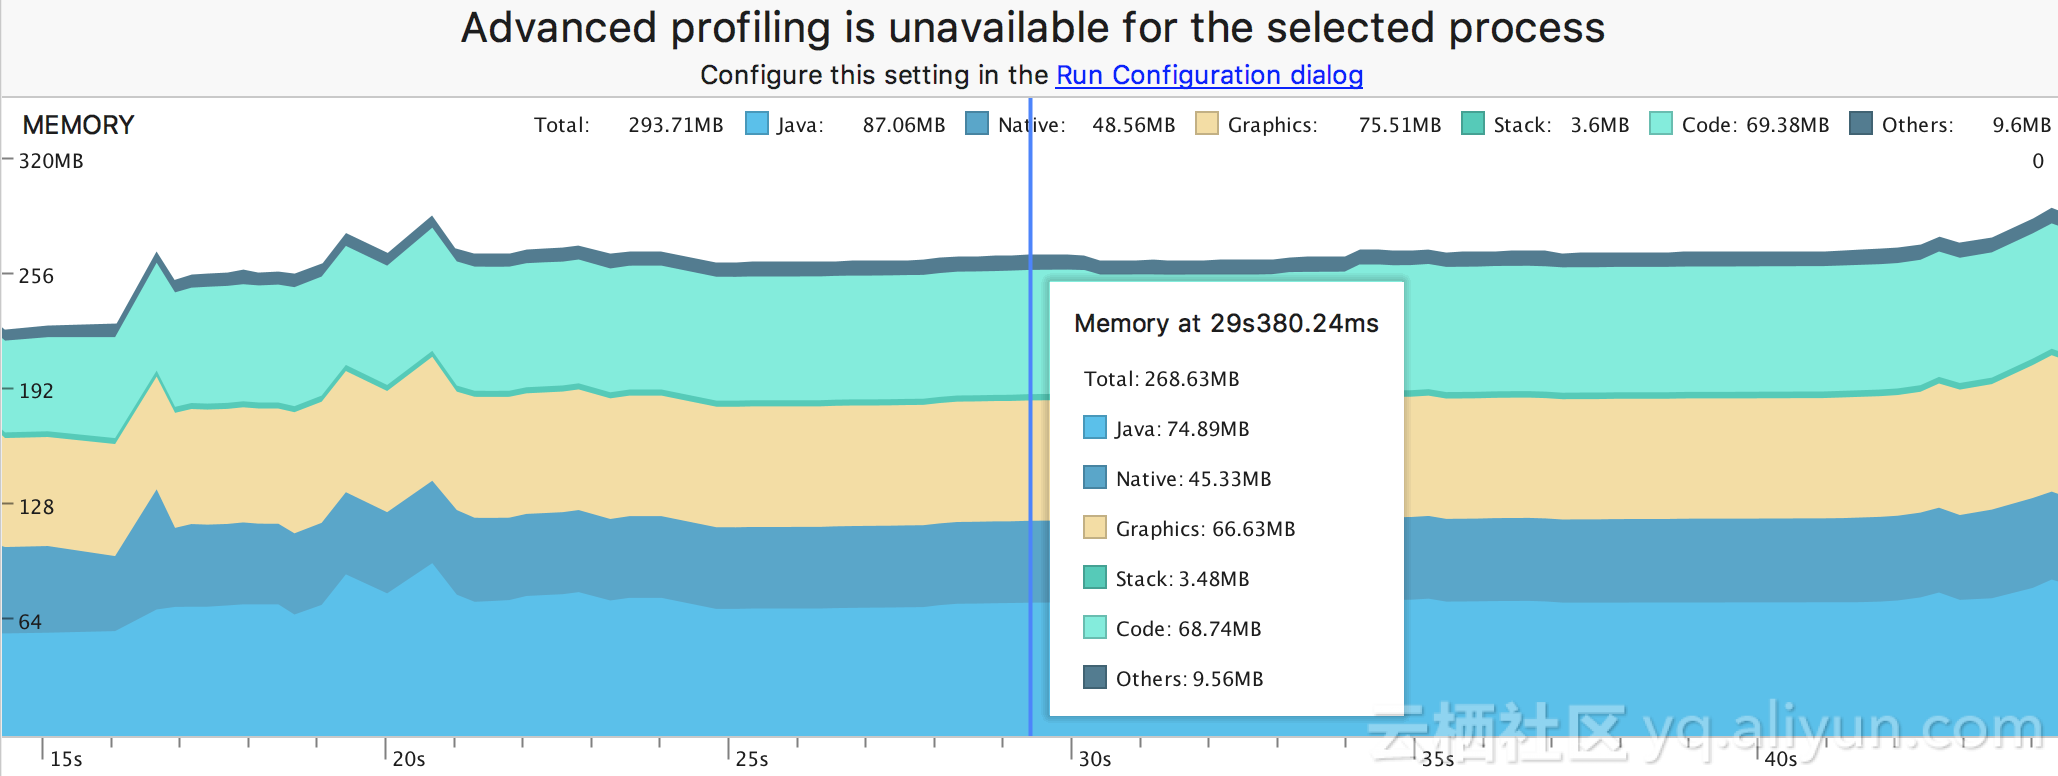 Advanced profiling is unavailable for the selected process
Configure this setting in the Run Configuration dialog
MEMORY Total: 293.71MB Java: 87.06MB Native: 48.56MB Graphics: 75.51MB Stack: 3.6MB Code: 69.38MB Others: 9.6MB
320MB 0
256
192
128
64
Memory at 29s380.24ms
Total: 268.63MB
Java: 74.89MB
Native: 45.33MB
Graphics: 66.63MB
Stack: 3.48MB
Code: 68.74MB
Others: 9.56MB
云栖社区 yq.aliyun.com
15s 20s 25s 30s 35s 40s